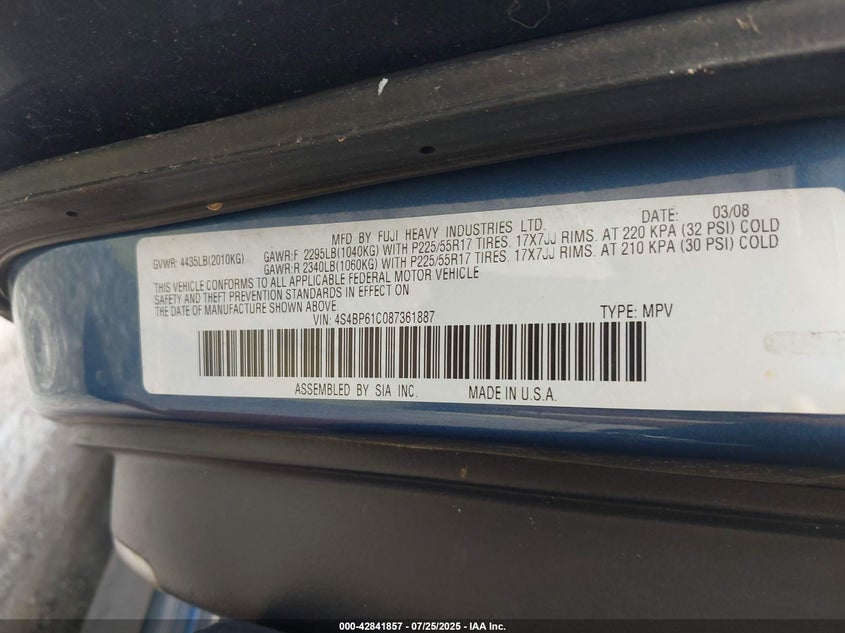 MFD BY FUJI HEAVY INDUSTRIES LTD. DATE: 03/08
GVWR: 4435LB(2010KG) GAWR:F 2295LB(1040KG) WITH P225/55R17 TIRES. 17X7JJ RIMS. AT 220 KPA (32 PSI) COLD
GAWR:R 2340LB(1060KG) WITH P225/55R17 TIRES. 17X7JJ RIMS. AT 210 KPA (30 PSI) COLD
THIS VEHICLE CONFORMS TO ALL APPLICABLE FEDERAL MOTOR VEHICLE
SAFETY AND THEFT PREVENTION STANDARDS IN EFFECT ON
THE DATE OF MANUFACTURE SHOWN ABOVE.
VIN: 4S4BP61C087361887 TYPE: MPV
ASSEMBLED BY SIA INC. MADE IN U.S.A.
000-42841857 - 07/25/2025 - IAA Inc.